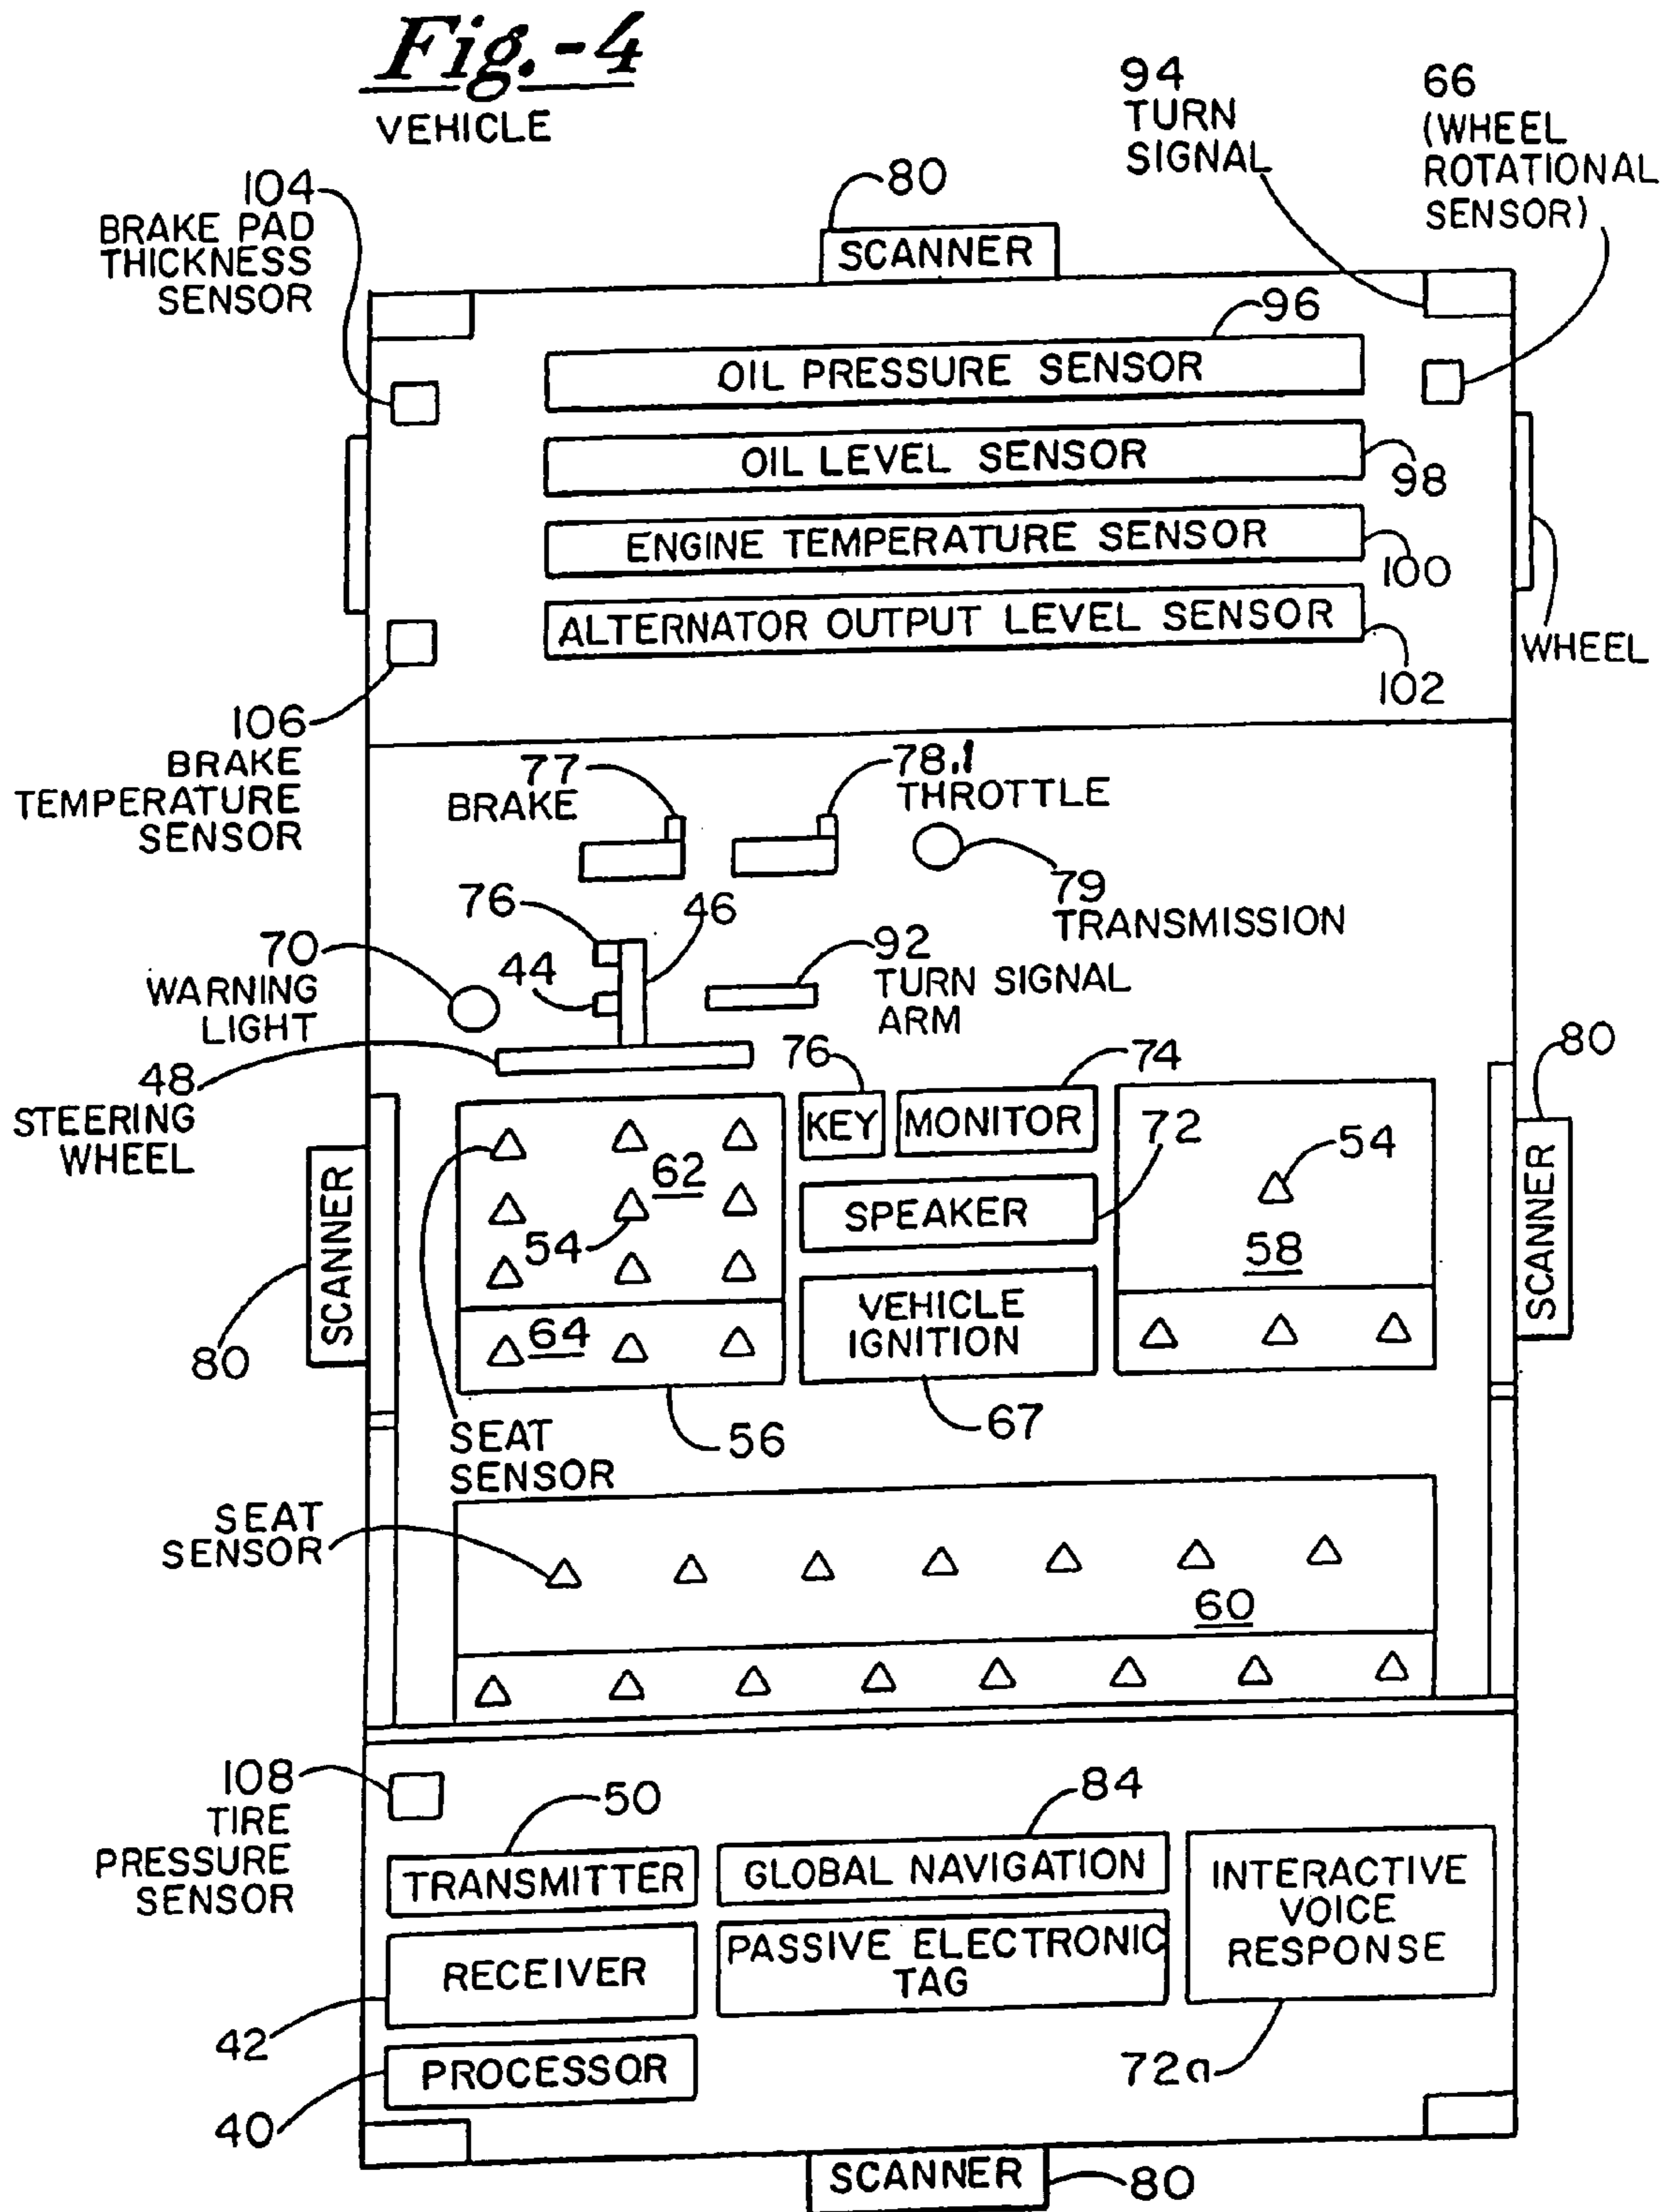 Fig.-4
VEHICLE
94
TURN
SIGNAL
66
(WHEEL
ROTATIONAL
SENSOR)
104
BRAKE PAD
THICKNESS
SENSOR
80
SCANNER
96
OIL PRESSURE SENSOR
OIL LEVEL SENSOR
98
ENGINE TEMPERATURE SENSOR
100
ALTERNATOR OUTPUT LEVEL SENSOR
102
WHEEL
106
BRAKE
TEMPERATURE
SENSOR
77
BRAKE
78.1
THROTTLE
79
TRANSMISSION
76
46
70
WARNING
LIGHT
44
92
TURN SIGNAL
ARM
48
STEERING
WHEEL
76
74
80
KEY
MONITOR
72
54
62
SCANNER
54
SPEAKER
58
SCANNER
64
VEHICLE
IGNITION
80
SEAT
SENSOR
56
67
SEAT
SENSOR
60
108
TIRE
PRESSURE
SENSOR
50
84
TRANSMITTER
GLOBAL NAVIGATION
INTERACTIVE
VOICE
RESPONSE
RECEIVER
PASSIVE ELECTRONIC
TAG
42
PROCESSOR
72a
40
SCANNER
80